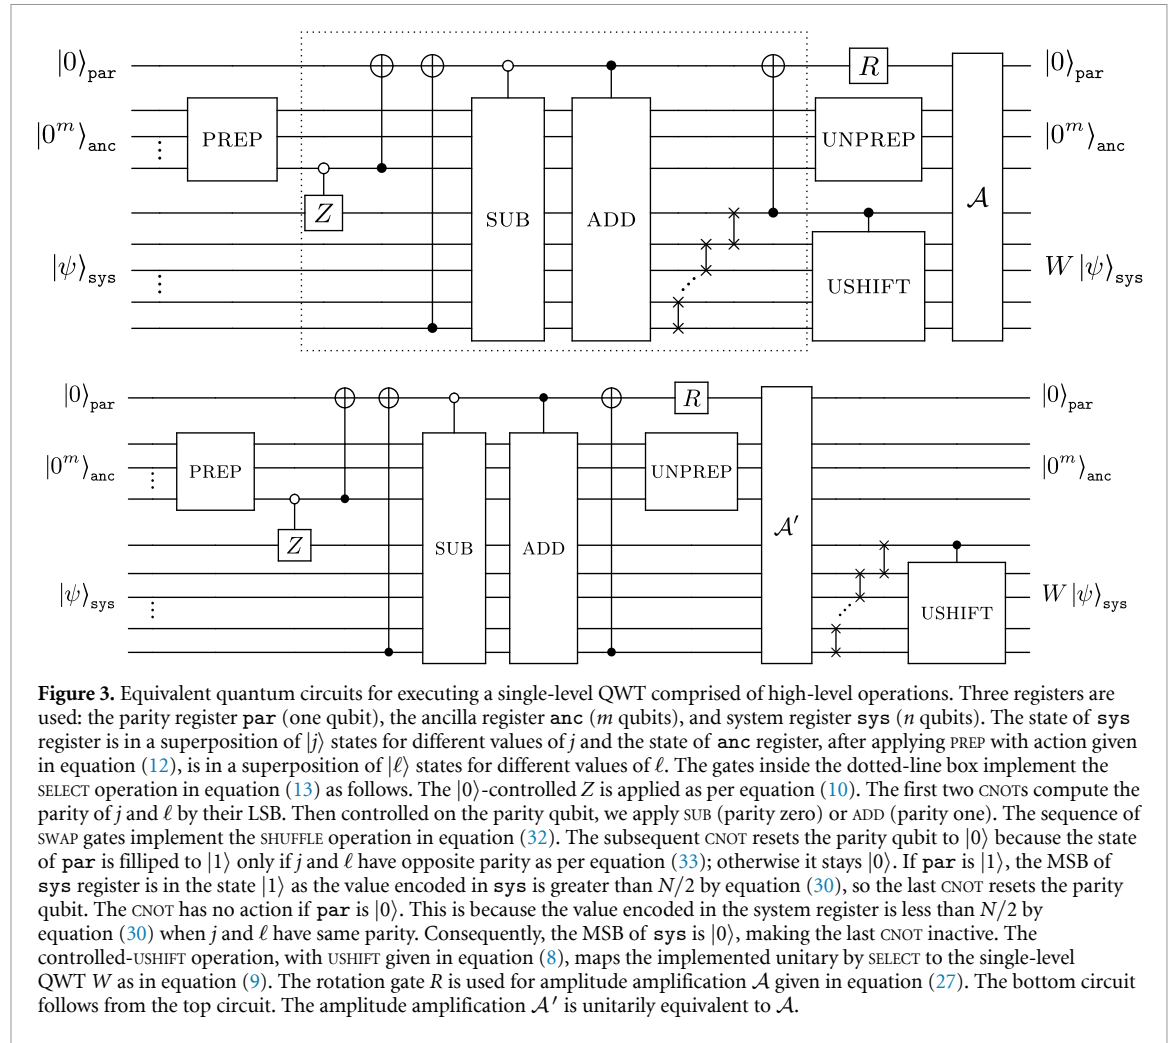 |0⟩par R |0⟩par
|0^m⟩anc PREP UNPREP |0^m⟩anc
Z SUB ADD A
|ψ⟩sys USHIFT W |ψ⟩sys
|0⟩par R |0⟩par
|0^m⟩anc PREP UNPREP |0^m⟩anc
Z SUB ADD A′
|ψ⟩sys USHIFT W |ψ⟩sys
Figure 3. Equivalent quantum circuits for executing a single-level QWT comprised of high-level operations. Three registers are
used: the parity register par (one qubit), the ancilla register anc (m qubits), and system register sys (n qubits). The state of sys
register is in a superposition of |j⟩ states for different values of j and the state of anc register, after applying PREP with action given
in equation (12), is in a superposition of |ℓ⟩ states for different values of ℓ. The gates inside the dotted-line box implement the
SELECT operation in equation (13) as follows. The |0⟩-controlled Z is applied as per equation (10). The first two CNOTs compute the
parity of j and ℓ by their LSB. Then controlled on the parity qubit, we apply SUB (parity zero) or ADD (parity one). The sequence of
SWAP gates implement the SHUFFLE operation in equation (32). The subsequent CNOT resets the parity qubit to |0⟩ because the state
of par is filliped to |1⟩ only if j and ℓ have opposite parity as per equation (33); otherwise it stays |0⟩. If par is |1⟩, the MSB of
sys register is in the state |1⟩ as the value encoded in sys is greater than N/2 by equation (30), so the last CNOT resets the parity
qubit. The CNOT has no action if par is |0⟩. This is because the value encoded in the system register is less than N/2 by
equation (30) when j and ℓ have same parity. Consequently, the MSB of sys is |0⟩, making the last CNOT inactive. The
controlled-USHIFT operation, with USHIFT given in equation (8), maps the implemented unitary by SELECT to the single-level
QWT W as in equation (9). The rotation gate R is used for amplitude amplification A given in equation (27). The bottom circuit
follows from the top circuit. The amplitude amplification A′ is unitarily equivalent to A.